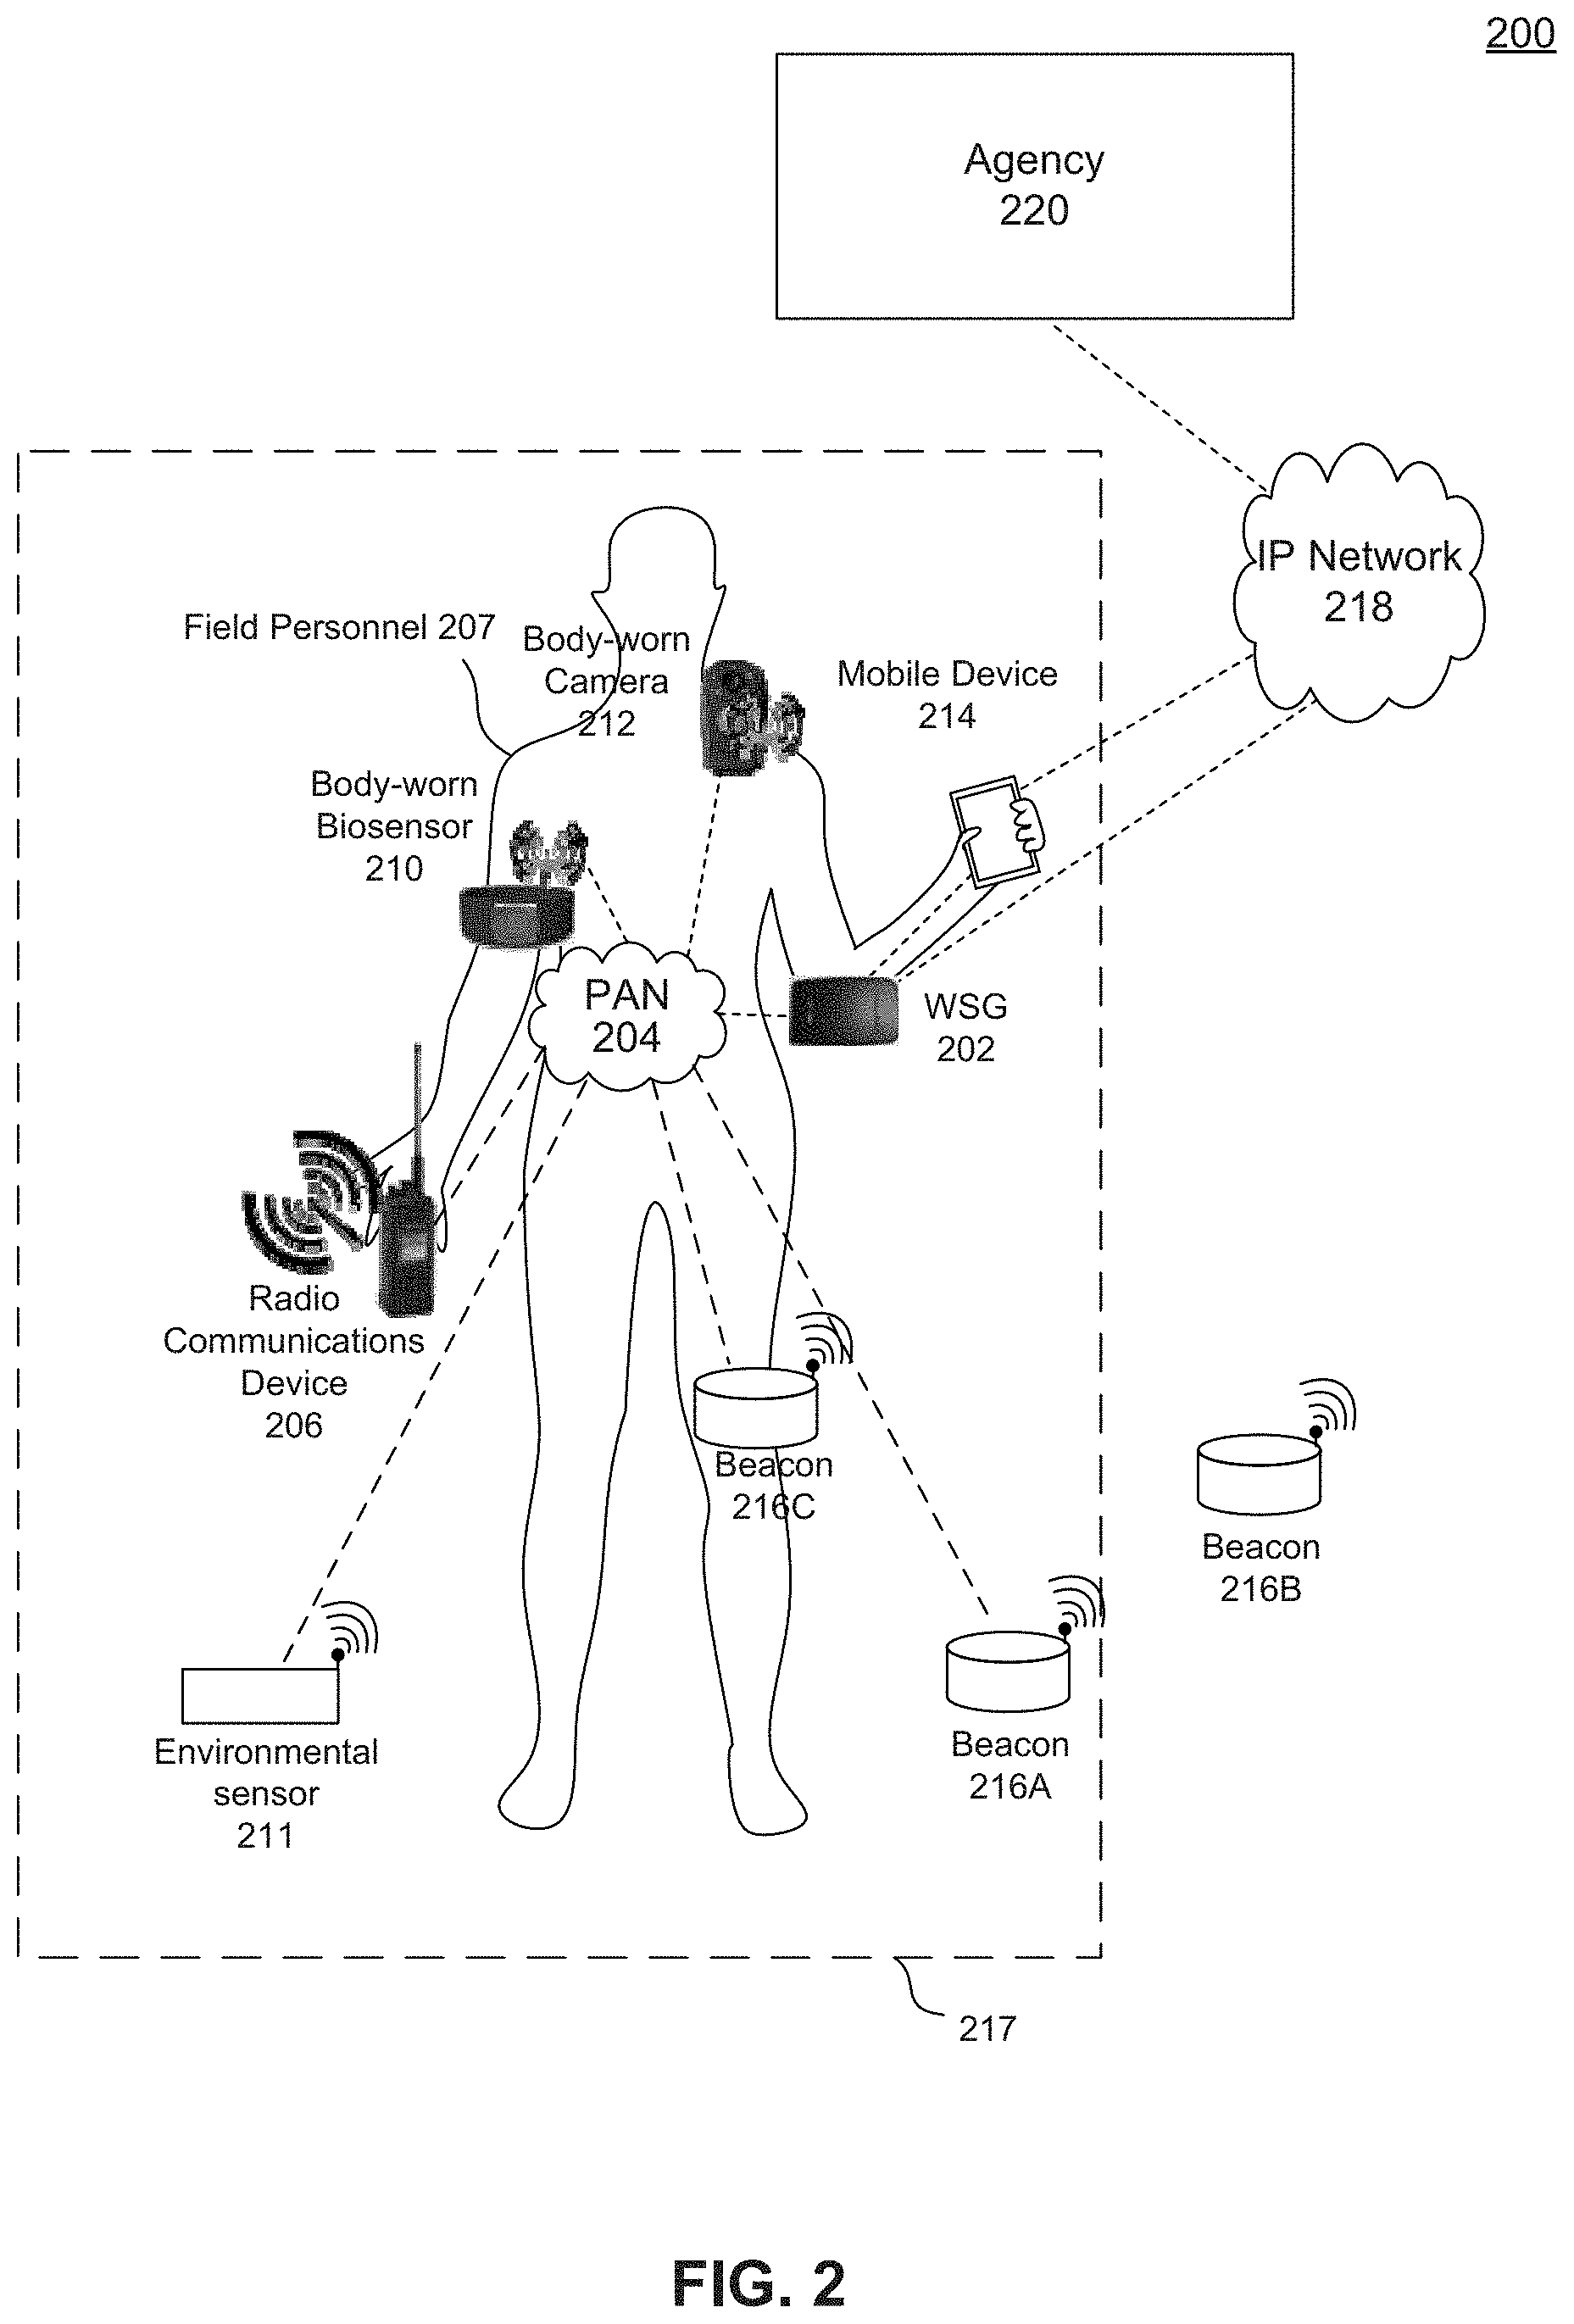 200
Agency
220
IP Network
218
Field Personnel 207
Body-worn
Camera
212
Mobile Device
214
Body-worn
Biosensor
210
PAN
204
WSG
202
Radio
Communications
Device
206
Beacon
216C
Beacon
216B
Environmental
sensor
211
Beacon
216A
217
FIG. 2